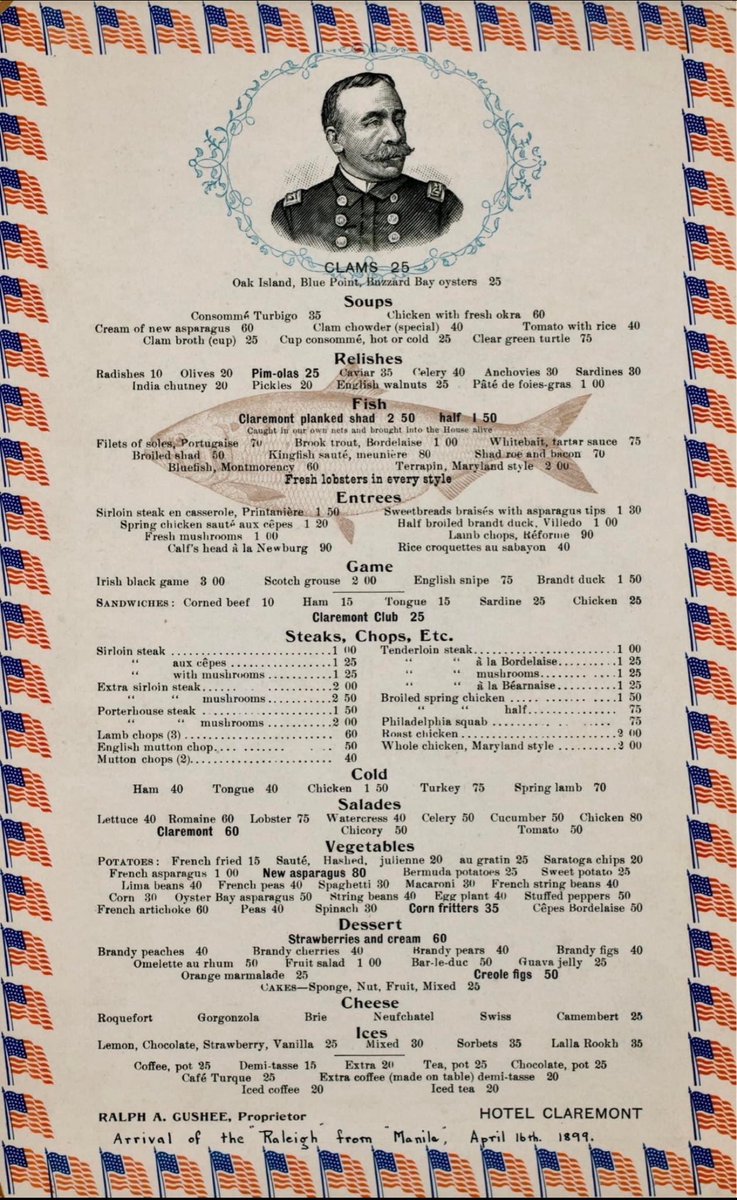 CLAMS 25
Oak Island, Blue Point, Buzzard Bay oysters 25
Soups
Consommé Turbigo 35 Chicken with fresh okra 60
Cream of new asparagus 60 Clam chowder (special) 40 Tomato with rice 40
Clam broth (cup) 25 Cup consommé, hot or cold 25 Clear green turtle 75
Relishes
Radishes 10 Olives 20 Pim-olas 25 Caviar 35 Celery 40 Anchovies 30 Sardines 30
India chutney 20 Pickles 20 English walnuts 25 Pâté de foies-gras 1 00
Fish
Claremont planked shad 2 50 half 1 50
Caught in our own nets and brought into the House alive
Filets of soles, Portugaise 70 Brook trout, Bordelaise 1 00 Whitebait, tartar sauce 75
Broiled shad 50 Kingfish sauté, meunière 80 Shad roe and bacon 70
Bluefish, Montmorency 60 Terrapin, Maryland style 2 00
Fresh lobsters in every style
Entrees
Sirloin steak en casserole, Printanière 1 50 Sweetbreads braisés with asparagus tips 1 30
Spring chicken sauté aux cêpes 1 20 Half broiled brandt duck, Villedo 1 00
Fresh mushrooms 1 00 Lamb chops, Réforme 90
Calf's head à la Newburg 90 Rice croquettes au sabayon 40
Game
Irish black game 3 00 Scotch grouse 2 00 English snipe 75 Brandt duck 1 50
SANDWICHES: Corned beef 10 Ham 15 Tongue 15 Sardine 25 Chicken 25
Claremont Club 25
Steaks, Chops, Etc.
Sirloin steak 1 00 Tenderloin steak 1 00
" aux cêpes 1 25 " " à la Bordelaise 1 25
" with mushrooms 1 25 " " mushrooms 1 25
Extra sirloin steak 2 00 " " à la Béarnaise 1 25
" " mushrooms 2 50 Broiled spring chicken 1 50
Porterhouse steak 1 50 " " half 75
" " mushrooms 2 00 Philadelphia squab 75
Lamb chops (3) 60 Roast chicken 2 00
English mutton chop 50 Whole chicken, Maryland style 2 00
Mutton chops (2) 40
Cold
Ham 40 Tongue 40 Chicken 1 50 Turkey 75 Spring lamb 70
Salades
Lettuce 40 Romaine 60 Lobster 75 Watercress 40 Celery 50 Cucumber 50 Chicken 80
Claremont 60 Chicory 50 Tomato 50
Vegetables
POTATOES: French fried 15 Sauté, Hashed, julienne 20 au gratin 25 Saratoga chips 20
French asparagus 1 00 New asparagus 80 Bermuda potatoes 25 Sweet potato 25
Lima beans 40 French peas 40 Spaghetti 30 Macaroni 30 French string beans 40
Corn 30 Oyster Bay asparagus 50 String beans 40 Egg plant 40 Stuffed peppers 50
French artichoke 60 Peas 40 Spinach 30 Corn fritters 35 Cêpes Bordelaise 50
Dessert
Strawberries and cream 60
Brandy peaches 40 Brandy cherries 40 Brandy pears 40 Brandy figs 40
Omelette au rhum 50 Fruit salad 1 00 Bar-le-duc 50 Guava jelly 25
Orange marmalade 25 Creole figs 50
CAKES—Sponge, Nut, Fruit, Mixed 25
Cheese
Roquefort Gorgonzola Brie Neufchatel Swiss Camembert 25
Ices
Lemon, Chocolate, Strawberry, Vanilla 25 Mixed 30 Sorbets 35 Lalla Rookh 35
Coffee, pot 25 Demi-tasse 15 Extra 20 Tea, pot 25 Chocolate, pot 25
Café Turque 25 Extra coffee (made on table) demi-tasse 20
Iced coffee 20 Iced tea 20
RALPH A. GUSHEE, Proprietor HOTEL CLAREMONT
Arrival of the "Raleigh" from "Manila", April 16th. 1899.